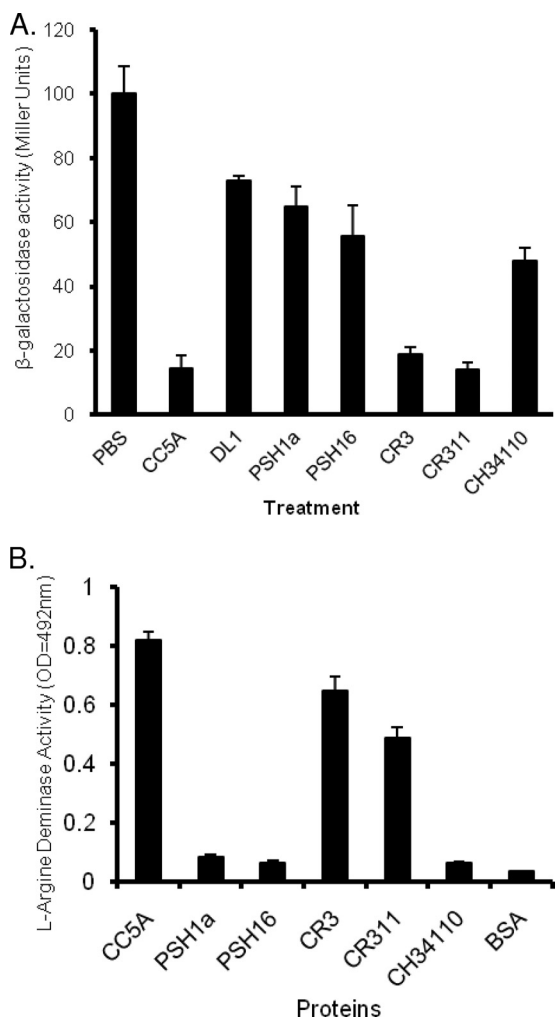 A.
β-galactosidase activity (Miller Units)
120
100
80
60
40
20
0
PBS
CC5A
DL1
PSH1a
PSH16
CR3
CR311
CH34110
Treatment
B.
L-Argine Deminase Activity (OD=492nm)
1
0.8
0.6
0.4
0.2
0
CC5A
PSH1a
PSH16
CR3
CR311
CH34110
BSA
Proteins